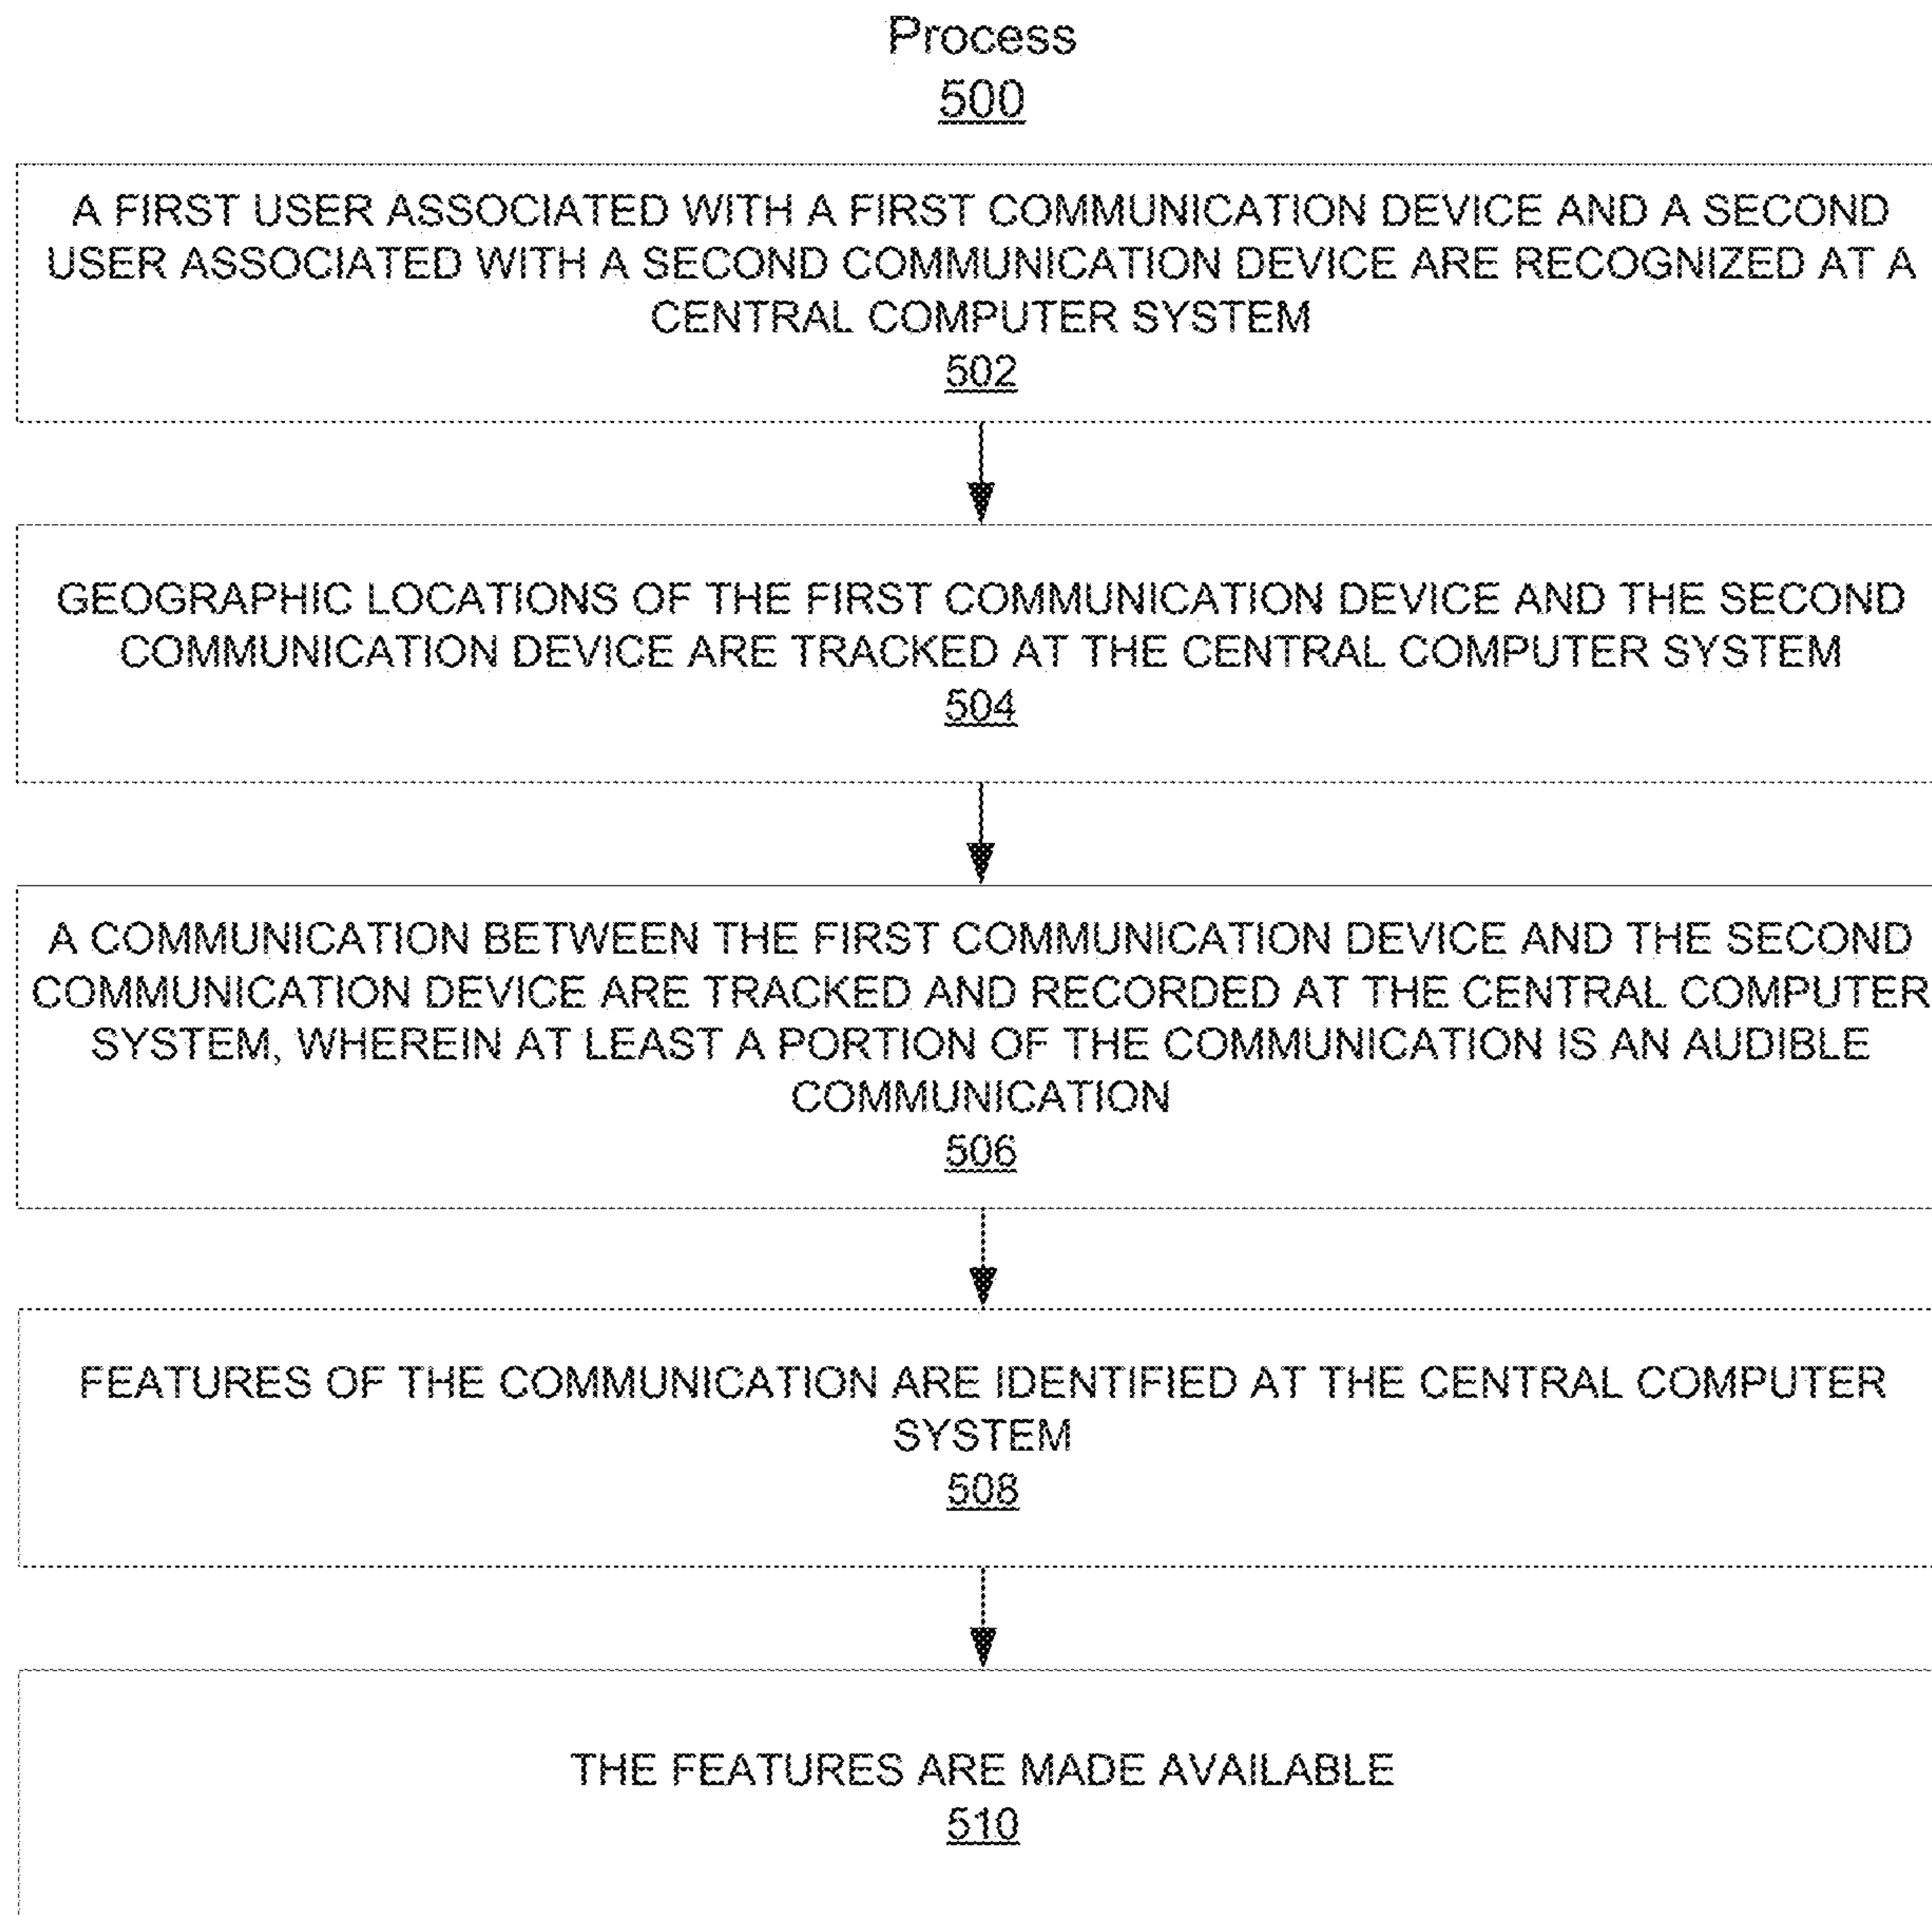 Process
500
A FIRST USER ASSOCIATED WITH A FIRST COMMUNICATION DEVICE AND A SECOND
USER ASSOCIATED WITH A SECOND COMMUNICATION DEVICE ARE RECOGNIZED AT A
CENTRAL COMPUTER SYSTEM
502
GEOGRAPHIC LOCATIONS OF THE FIRST COMMUNICATION DEVICE AND THE SECOND
COMMUNICATION DEVICE ARE TRACKED AT THE CENTRAL COMPUTER SYSTEM
504
A COMMUNICATION BETWEEN THE FIRST COMMUNICATION DEVICE AND THE SECOND
COMMUNICATION DEVICE ARE TRACKED AND RECORDED AT THE CENTRAL COMPUTER
SYSTEM, WHEREIN AT LEAST A PORTION OF THE COMMUNICATION IS AN AUDIBLE
COMMUNICATION
506
FEATURES OF THE COMMUNICATION ARE IDENTIFIED AT THE CENTRAL COMPUTER
SYSTEM
508
THE FEATURES ARE MADE AVAILABLE
510